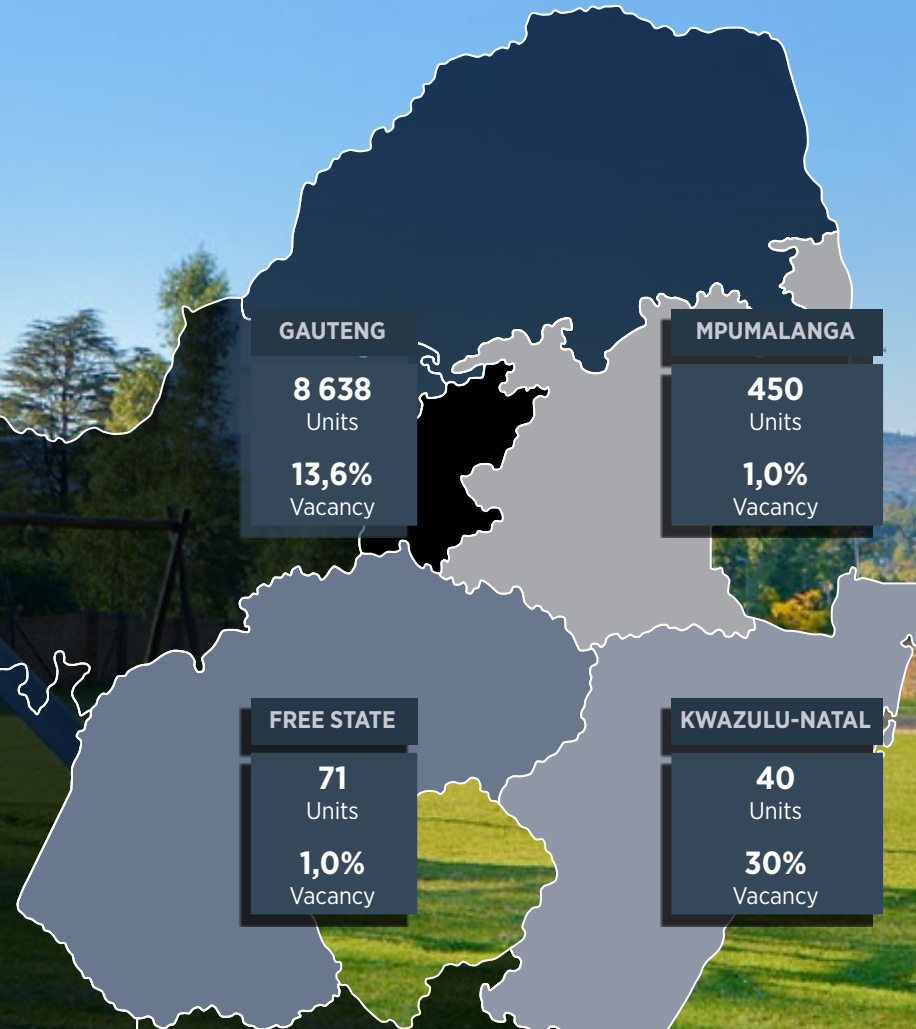 GAUTENG
8 638
Units
13,6%
Vacancy
MPUMALANGA
450
Units
1,0%
Vacancy
FREE STATE
71
Units
1,0%
Vacancy
KWAZULU-NATAL
40
Units
30%
Vacancy